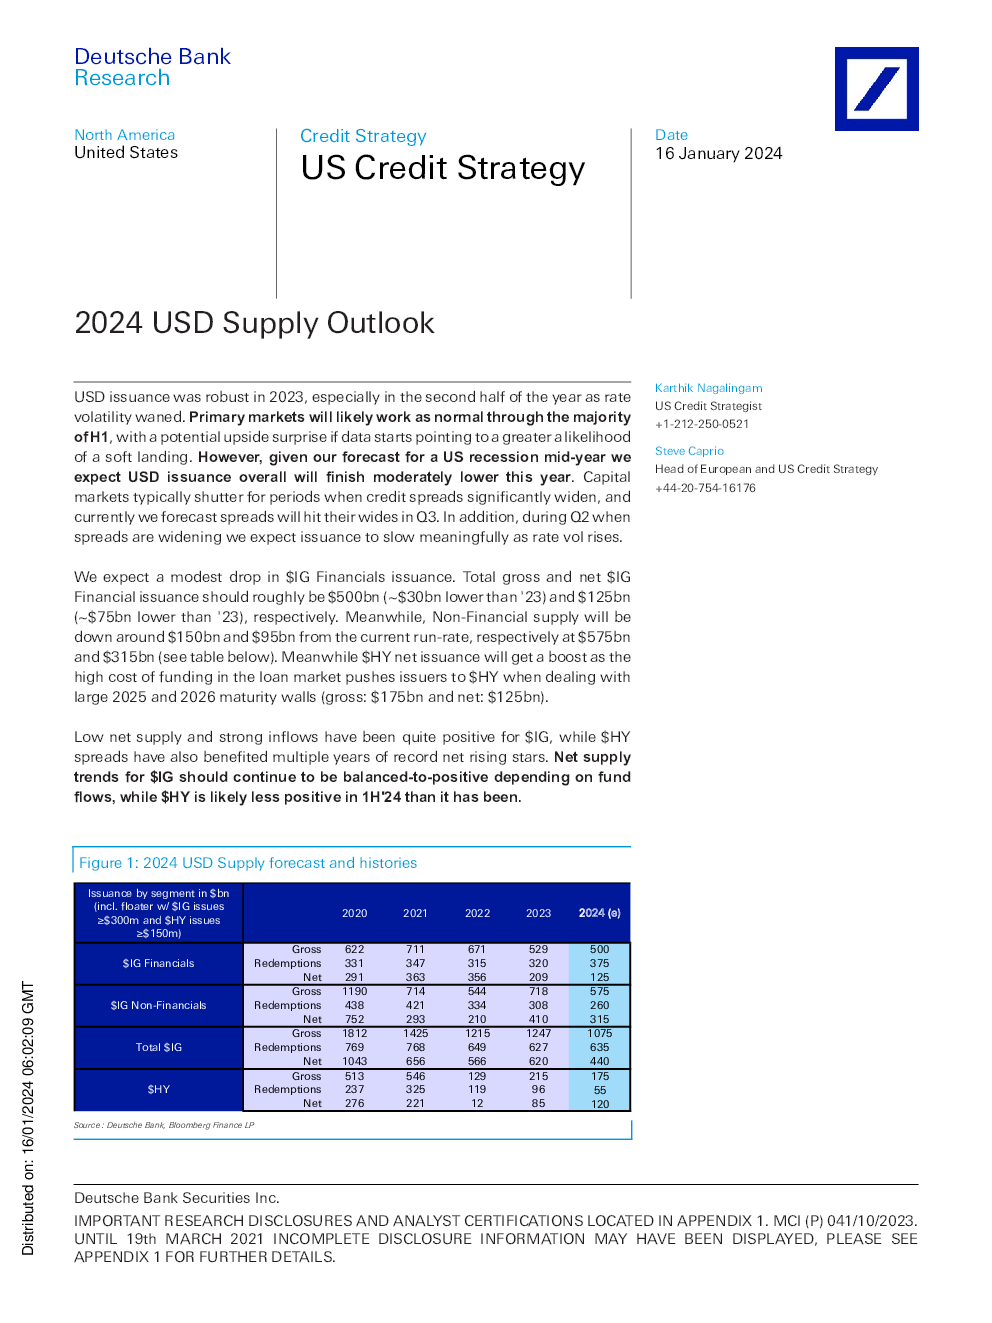 Deutsche Bank
Research
North America
United States
Credit Strategy
US Credit Strategy
Date
16 January 2024
2024 USD Supply Outlook
USD issuance was robust in 2023, especially in the second half of the year as rate
volatility waned. Primary markets will likely work as normal through the majority
of H1, with a potential upside surprise if data starts pointing to a greater a likelihood
of a soft landing. However, given our forecast for a US recession mid-year we
expect USD issuance overall will finish moderately lower this year. Capital
markets typically shutter for periods when credit spreads significantly widen, and
currently we forecast spreads will hit their wides in Q3. In addition, during Q2 when
spreads are widening we expect issuance to slow meaningfully as rate vol rises.
We expect a modest drop in $IG Financials issuance. Total gross and net $IG
Financial issuance should roughly be $500bn (~$30bn lower than '23) and $125bn
(~$75bn lower than '23), respectively. Meanwhile, Non-Financial supply will be
down around $150bn and $95bn from the current run-rate, respectively at $575bn
and $315bn (see table below). Meanwhile $HY net issuance will get a boost as the
high cost of funding in the loan market pushes issuers to $HY when dealing with
large 2025 and 2026 maturity walls (gross: $175bn and net: $125bn).
Low net supply and strong inflows have been quite positive for $IG, while $HY
spreads have also benefited multiple years of record net rising stars. Net supply
trends for $IG should continue to be balanced-to-positive depending on fund
flows, while $HY is likely less positive in 1H'24 than it has been.
Karthik Nagalingam
US Credit Strategist
+1-212-250-0521
Steve Caprio
Head of European and US Credit Strategy
+44-20-754-16176
Figure 1: 2024 USD Supply forecast and histories
Issuance by segment in $bn
(incl. floater w/ $IG issues
≥$300m and $HY issues
≥$150m)
2020 2021 2022 2023 2024 (e)
$IG Financials
Gross 622 711 671 529 500
Redemptions 331 347 315 320 375
Net 291 363 356 209 125
$IG Non-Financials
Gross 1190 714 544 718 575
Redemptions 438 421 334 308 260
Net 752 293 210 410 315
Total $IG
Gross 1812 1425 1215 1247 1075
Redemptions 769 768 649 627 635
Net 1043 656 566 620 440
$HY
Gross 513 546 129 215 175
Redemptions 237 325 119 96 55
Net 276 221 12 85 120
Source : Deutsche Bank, Bloomberg Finance LP
Deutsche Bank Securities Inc.
IMPORTANT RESEARCH DISCLOSURES AND ANALYST CERTIFICATIONS LOCATED IN APPENDIX 1. MCI (P) 041/10/2023.
UNTIL 19th MARCH 2021 INCOMPLETE DISCLOSURE INFORMATION MAY HAVE BEEN DISPLAYED, PLEASE SEE
APPENDIX 1 FOR FURTHER DETAILS.
Distributed on: 16/01/2024 06:02:09 GMT